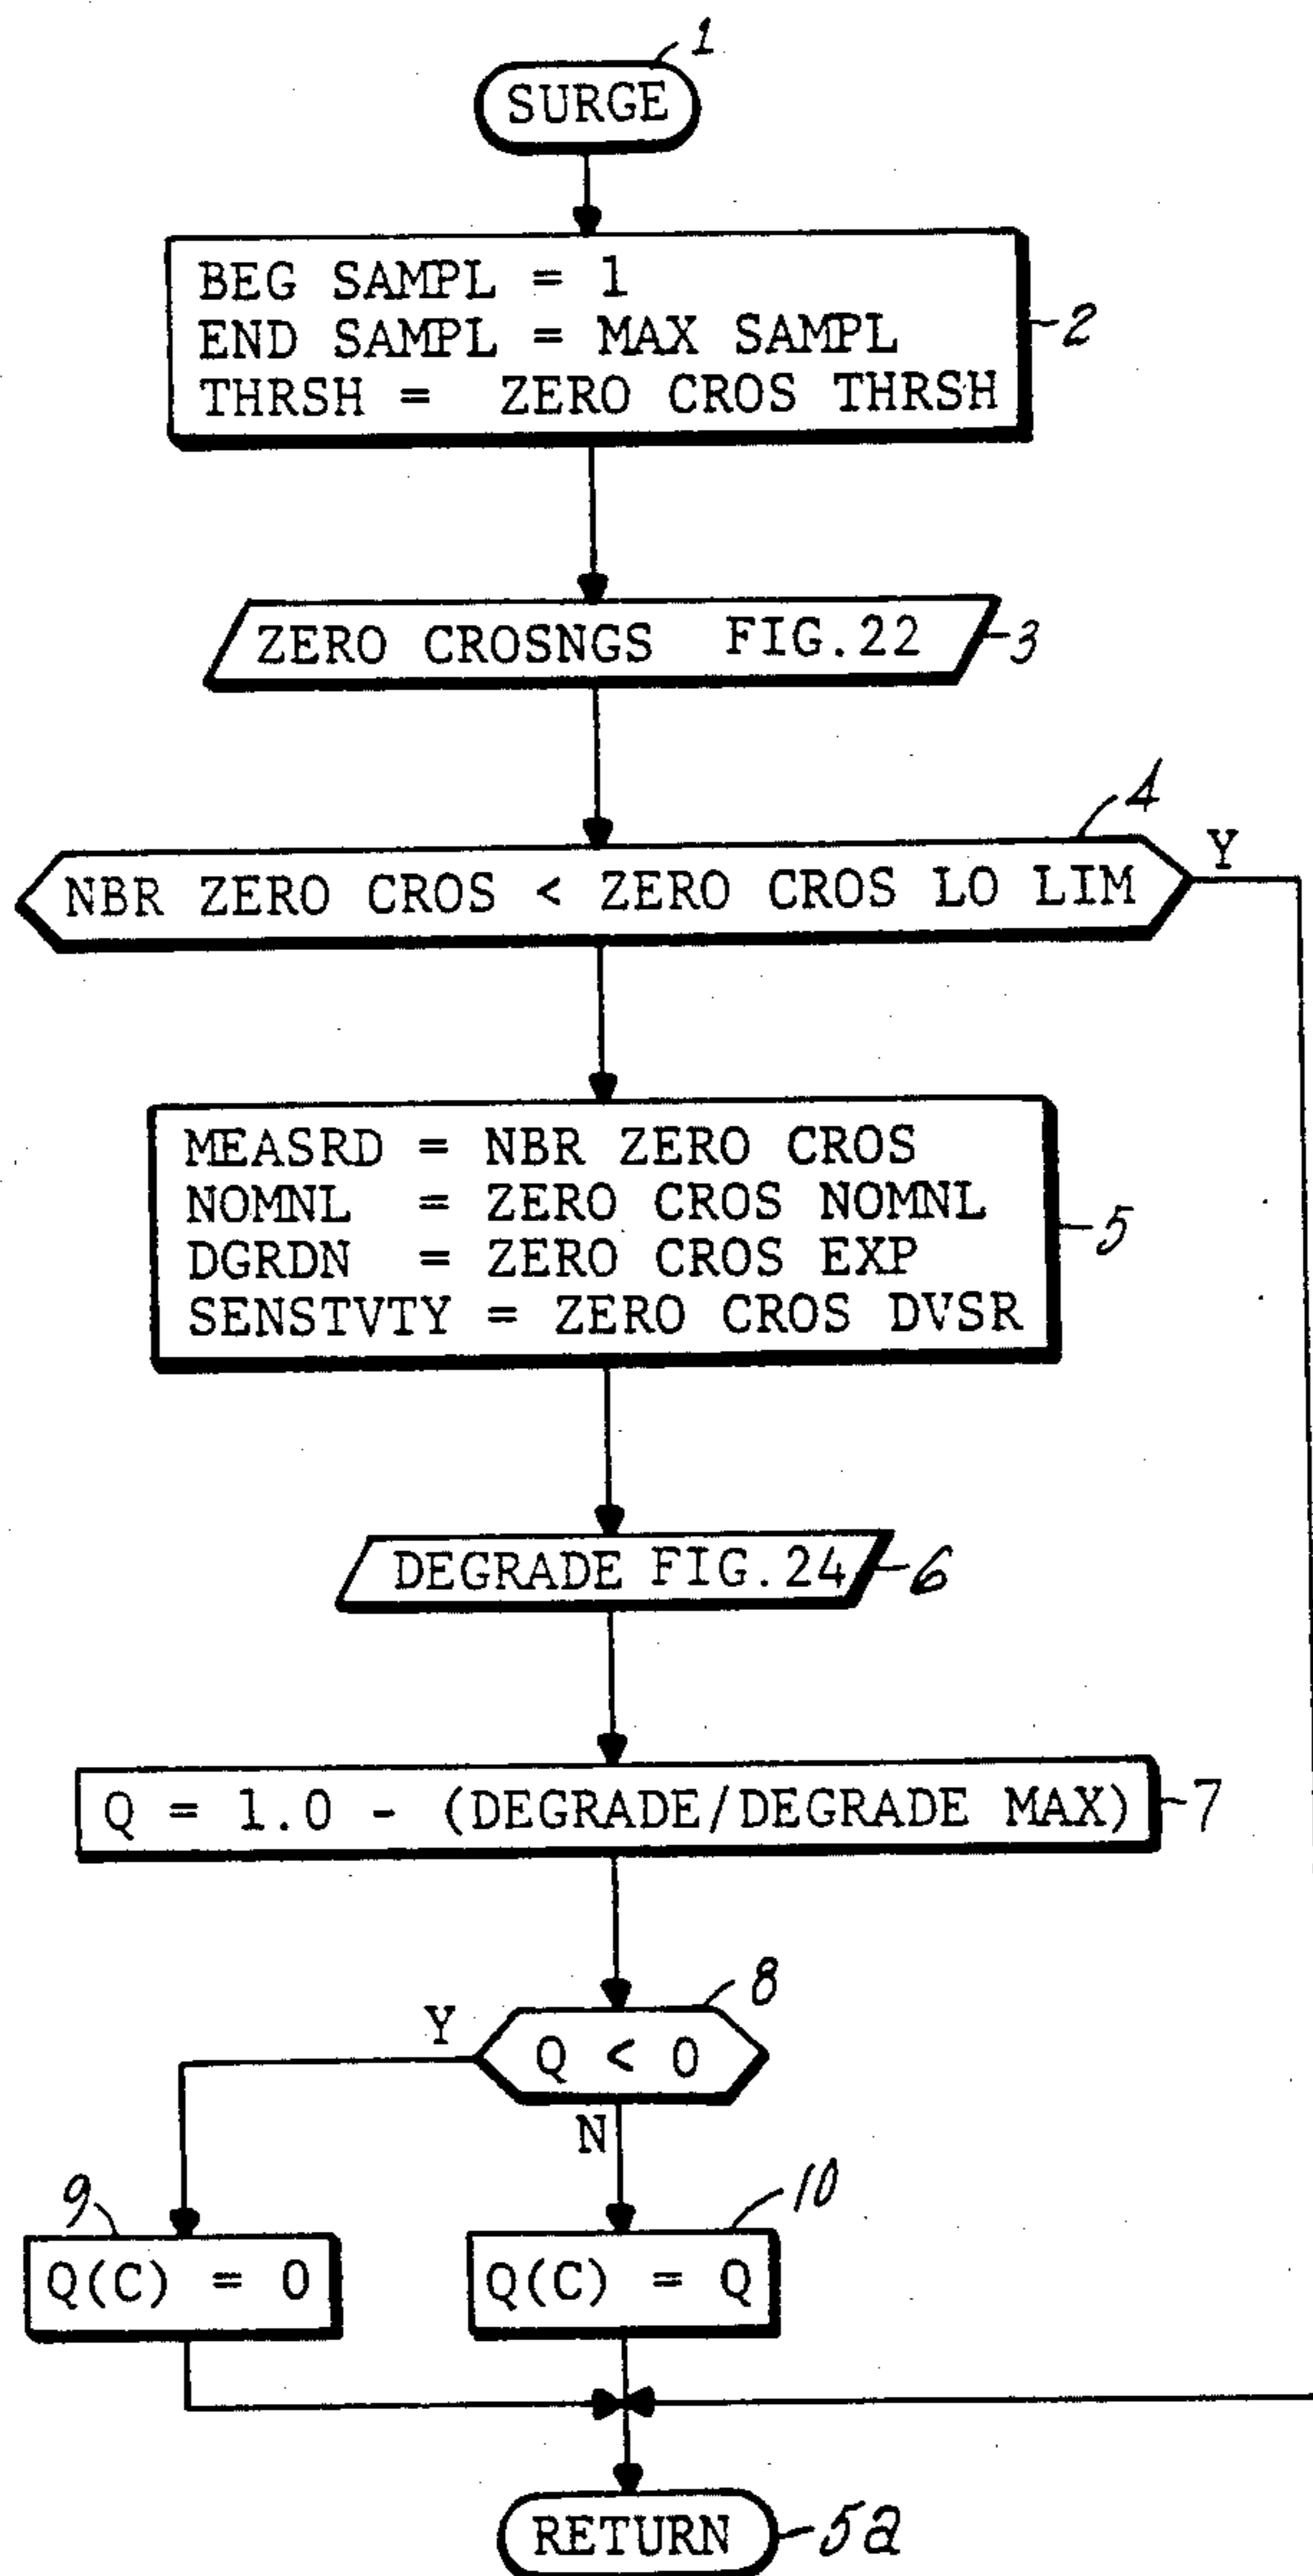 1
SURGE
BEG SAMPL = 1
END SAMPL = MAX SAMPL
THRSH = ZERO CROS THRSH
2
ZERO CROSNGS FIG.22
3
4
NBR ZERO CROS < ZERO CROS LO LIM
Y
MEASRD = NBR ZERO CROS
NOMNL = ZERO CROS NOMNL
DGRDN = ZERO CROS EXP
SENSTVTY = ZERO CROS DVSR
5
DEGRADE FIG.24
6
Q = 1.0 - (DEGRADE/DEGRADE MAX)
7
8
Y
Q < 0
N
9
Q(C) = 0
10
Q(C) = Q
RETURN
5a